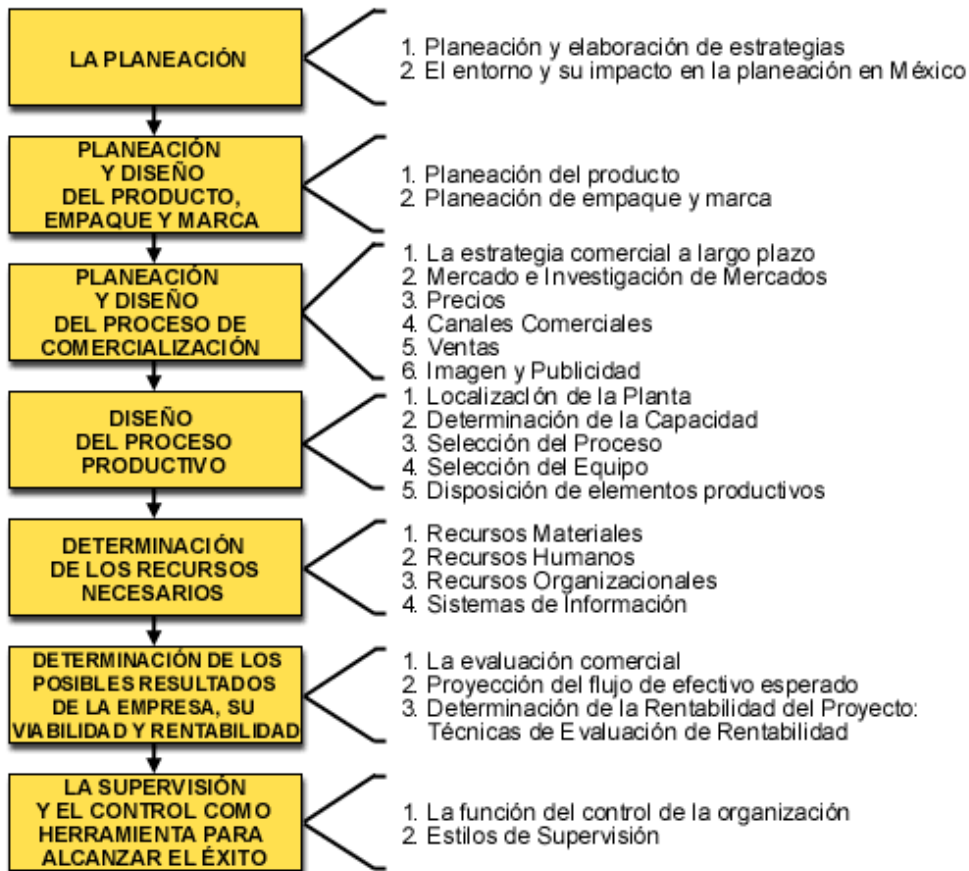 LA PLANEACIÓN
1. Planeación y elaboración de estrategias
2. El entorno y su impacto en la planeación en México
PLANEACIÓN
Y DISEÑO
DEL PRODUCTO,
EMPAQUE Y MARCA
1. Planeación del producto
2. Planeación de empaque y marca
PLANEACIÓN
Y DISEÑO
DEL PROCESO DE
COMERCIALIZACIÓN
1. La estrategia comercial a largo plazo
2. Mercado e Investigación de Mercados
3. Precios
4. Canales Comerciales
5. Ventas
6. Imagen y Publicidad
DISEÑO
DEL PROCESO
PRODUCTIVO
1. Localización de la Planta
2. Determinación de la Capacidad
3. Selección del Proceso
4. Selección del Equipo
5. Disposición de elementos productivos
DETERMINACIÓN
DE LOS RECURSOS
NECESARIOS
1. Recursos Materiales
2. Recursos Humanos
3. Recursos Organizacionales
4. Sistemas de Información
DETERMINACIÓN DE LOS
POSIBLES RESULTADOS
DE LA EMPRESA, SU
VIABILIDAD Y RENTABILIDAD
1. La evaluación comercial
2. Proyección del flujo de efectivo esperado
3. Determinación de la Rentabilidad del Proyecto:
Técnicas de Evaluación de Rentabilidad
LA SUPERVISIÓN
Y EL CONTROL COMO
HERRAMIENTA PARA
ALCANZAR EL ÉXITO
1. La función del control de la organización
2. Estilos de Supervisión